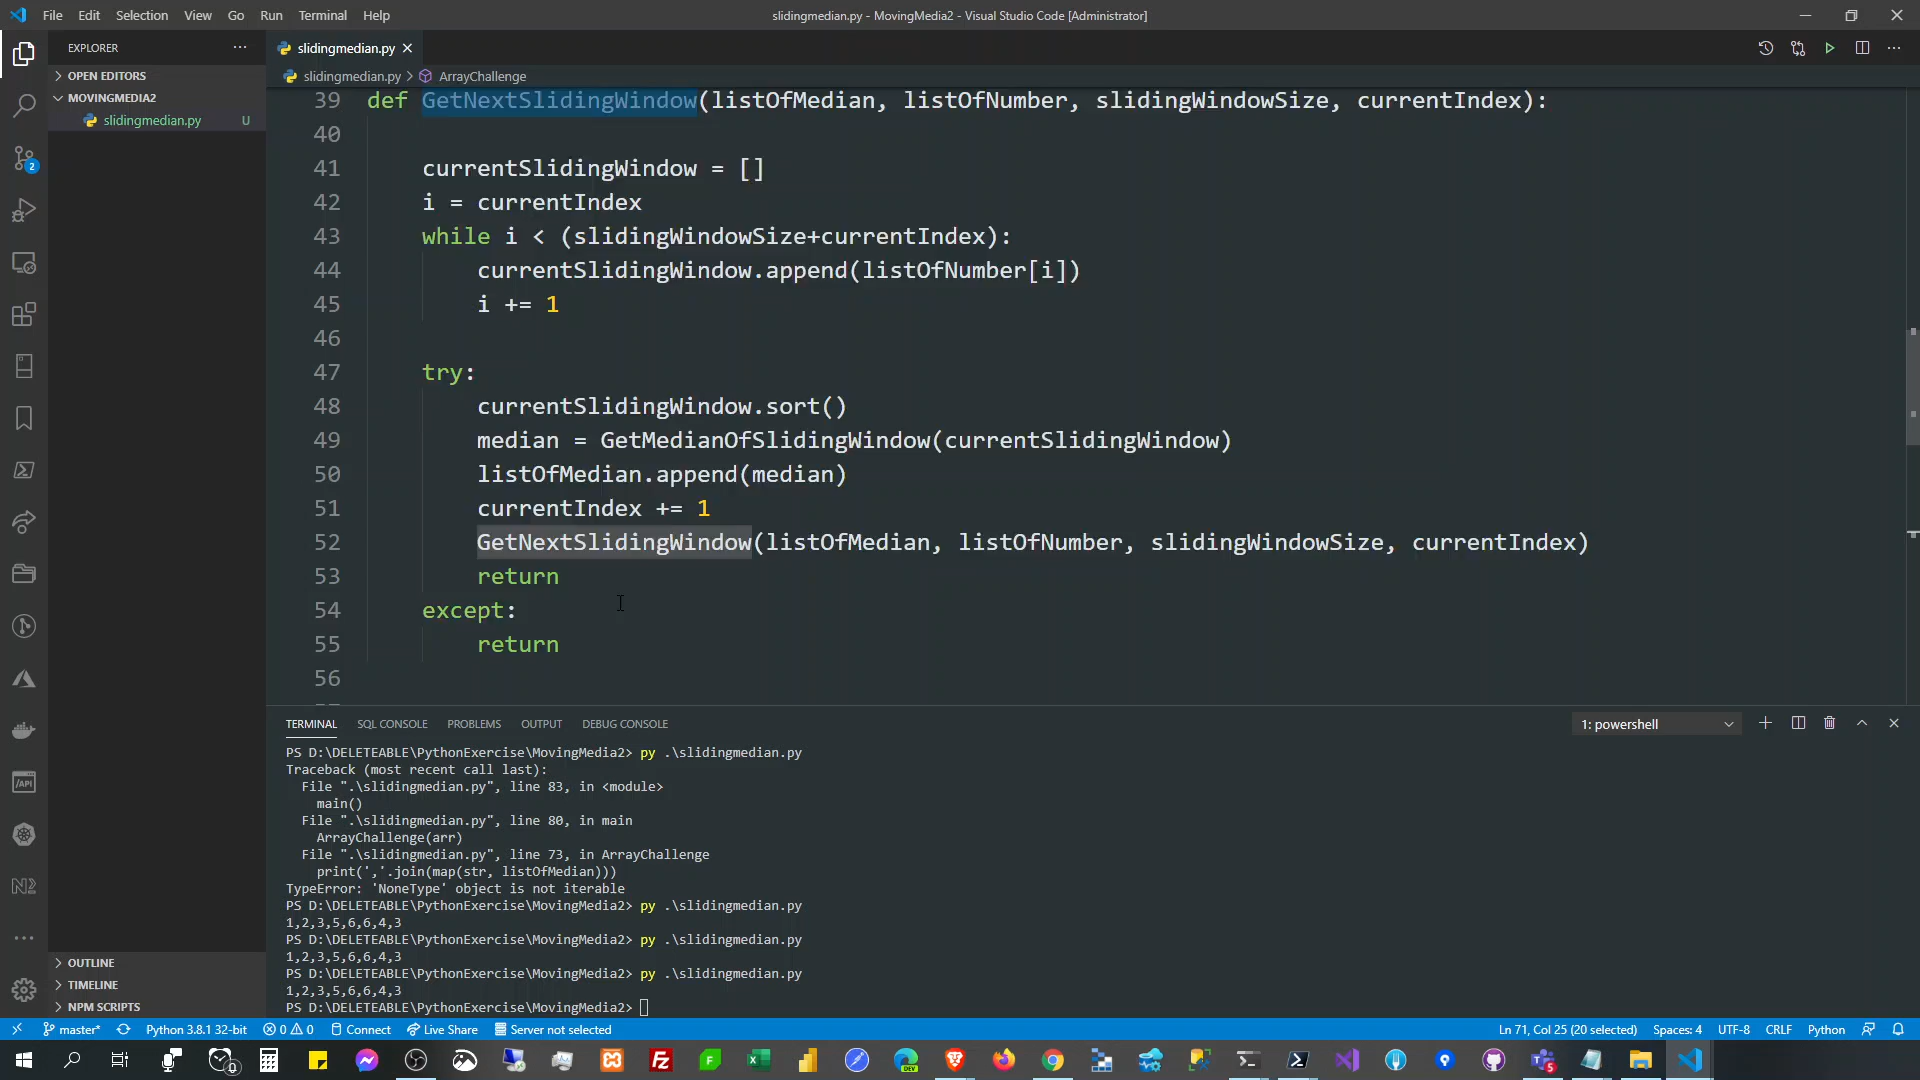 File Edit Selection View Go Run Terminal Help
slidingmedian.py - MovingMedia2 - Visual Studio Code [Administrator]
EXPLORER
OPEN EDITORS
MOVINGMEDIA2
slidingmedian.py U
2
OUTLINE
TIMELINE
NPM SCRIPTS
slidingmedian.py
slidingmedian.py > ArrayChallenge
39 def GetNextSlidingWindow(listOfMedian, listOfNumber, slidingWindowSize, currentIndex):
40
41 currentSlidingWindow = []
42 i = currentIndex
43 while i < (slidingWindowSize+currentIndex):
44 currentSlidingWindow.append(listOfNumber[i])
45 i += 1
46
47 try:
48 currentSlidingWindow.sort()
49 median = GetMedianOfSlidingWindow(currentSlidingWindow)
50 listOfMedian.append(median)
51 currentIndex += 1
52 GetNextSlidingWindow(listOfMedian, listOfNumber, slidingWindowSize, currentIndex)
53 return
54 except:
55 return
56
TERMINAL SQL CONSOLE PROBLEMS OUTPUT DEBUG CONSOLE
1: powershell
PS D:\DELETEABLE\PythonExercise\MovingMedia2> py .\slidingmedian.py
Traceback (most recent call last):
File ".\slidingmedian.py", line 83, in <module>
main()
File ".\slidingmedian.py", line 80, in main
ArrayChallenge(arr)
File ".\slidingmedian.py", line 73, in ArrayChallenge
print(','.join(map(str, listOfMedian)))
TypeError: 'NoneType' object is not iterable
PS D:\DELETEABLE\PythonExercise\MovingMedia2> py .\slidingmedian.py
1,2,3,5,6,6,4,3
PS D:\DELETEABLE\PythonExercise\MovingMedia2> py .\slidingmedian.py
1,2,3,5,6,6,4,3
PS D:\DELETEABLE\PythonExercise\MovingMedia2> py .\slidingmedian.py
1,2,3,5,6,6,4,3
PS D:\DELETEABLE\PythonExercise\MovingMedia2>
master* Python 3.8.1 32-bit 0 0 Connect Live Share Server not selected
Ln 71, Col 25 (20 selected) Spaces: 4 UTF-8 CRLF Python